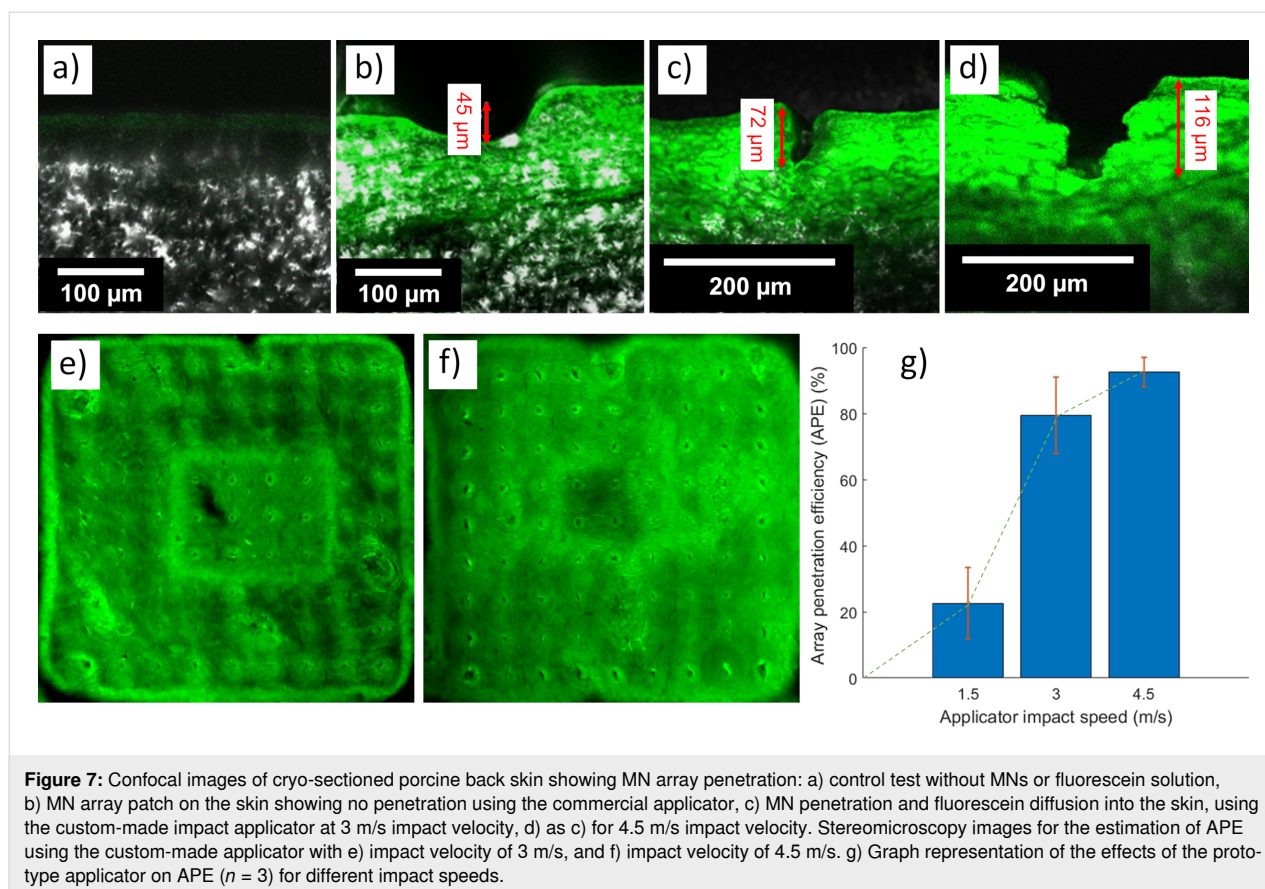 a)
b)
c)
d)
45 µm
72 µm
116 µm
100 µm
100 µm
200 µm
200 µm
e)
f)
g)
100
80
60
40
20
0
Array penetration efficiency (APE) (%)
1.5
3
4.5
Applicator impact speed (m/s)
Figure 7: Confocal images of cryo-sectioned porcine back skin showing MN array penetration: a) control test without MNs or fluorescein solution,
b) MN array patch on the skin showing no penetration using the commercial applicator, c) MN penetration and fluorescein diffusion into the skin, using
the custom-made impact applicator at 3 m/s impact velocity, d) as c) for 4.5 m/s impact velocity. Stereomicroscopy images for the estimation of APE
using the custom-made applicator with e) impact velocity of 3 m/s, and f) impact velocity of 4.5 m/s. g) Graph representation of the effects of the proto-
type applicator on APE (n = 3) for different impact speeds.